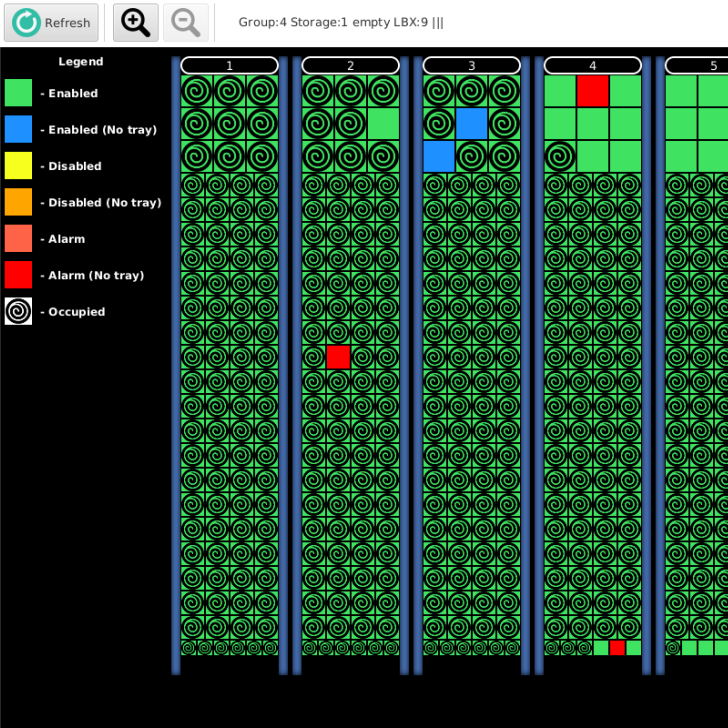 Refresh
Group:4 Storage:1 empty LBX:9 |||
Legend
- Enabled
- Enabled (No tray)
- Disabled
- Disabled (No tray)
- Alarm
- Alarm (No tray)
- Occupied
1 2 3 4 5